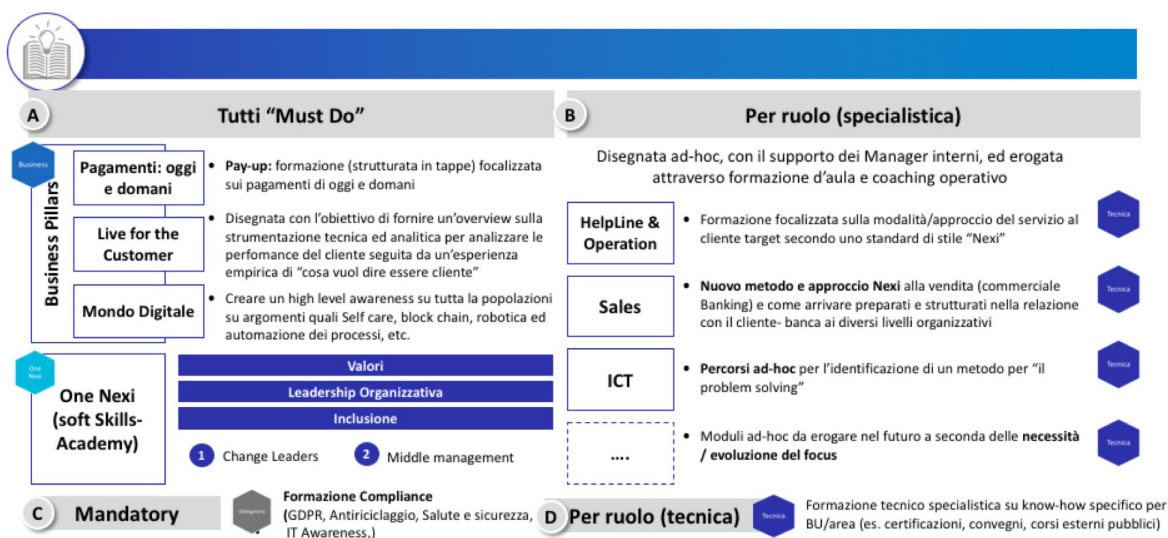 A
Tutti “Must Do”
Business
Business Pillars
Pagamenti: oggi
e domani
• Pay-up: formazione (strutturata in tappe) focalizzata
sui pagamenti di oggi e domani
Live for the
Customer
• Disegnata con l’obiettivo di fornire un’overview sulla
strumentazione tecnica ed analitica per analizzare le
perfomance del cliente seguita da un’esperienza
empirica di “cosa vuol dire essere cliente”
Mondo Digitale
• Creare un high level awareness su tutta la popolazioni
su argomenti quali Self care, block chain, robotica ed
automazione dei processi, etc.
One
Nexi
One Nexi
(soft Skills-
Academy)
Valori
Leadership Organizzativa
Inclusione
1 Change Leaders
2 Middle management
B
Per ruolo (specialistica)
Disegnata ad-hoc, con il supporto dei Manager interni, ed erogata
attraverso formazione d’aula e coaching operativo
HelpLine &
Operation
• Formazione focalizzata sulla modalità/approccio del servizio al
cliente target secondo uno standard di stile “Nexi”
Tecnica
Sales
• Nuovo metodo e approccio Nexi alla vendita (commerciale
Banking) e come arrivare preparati e strutturati nella relazione
con il cliente- banca ai diversi livelli organizzativi
Tecnica
ICT
• Percorsi ad-hoc per l’identificazione di un metodo per “il
problem solving”
Tecnica
....
• Moduli ad-hoc da erogare nel futuro a seconda delle necessità
/ evoluzione del focus
Tecnica
C
Mandatory
Obbligatoria
Formazione Compliance
(GDPR, Antiriciclaggio, Salute e sicurezza,
IT Awareness,)
D
Per ruolo (tecnica)
Tecnica
Formazione tecnico specialistica su know-how specifico per
BU/area (es. certificazioni, convegni, corsi esterni pubblici)